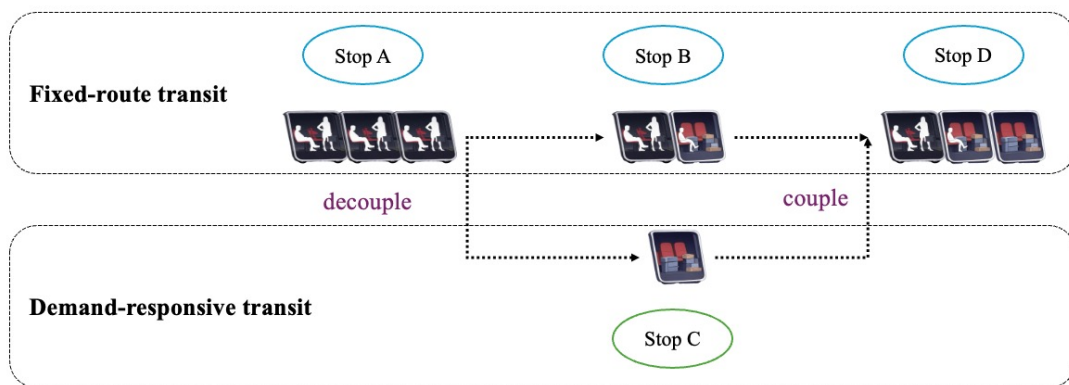 Stop A
Stop B
Stop D
Fixed-route transit
decouple
couple
Demand-responsive transit
Stop C